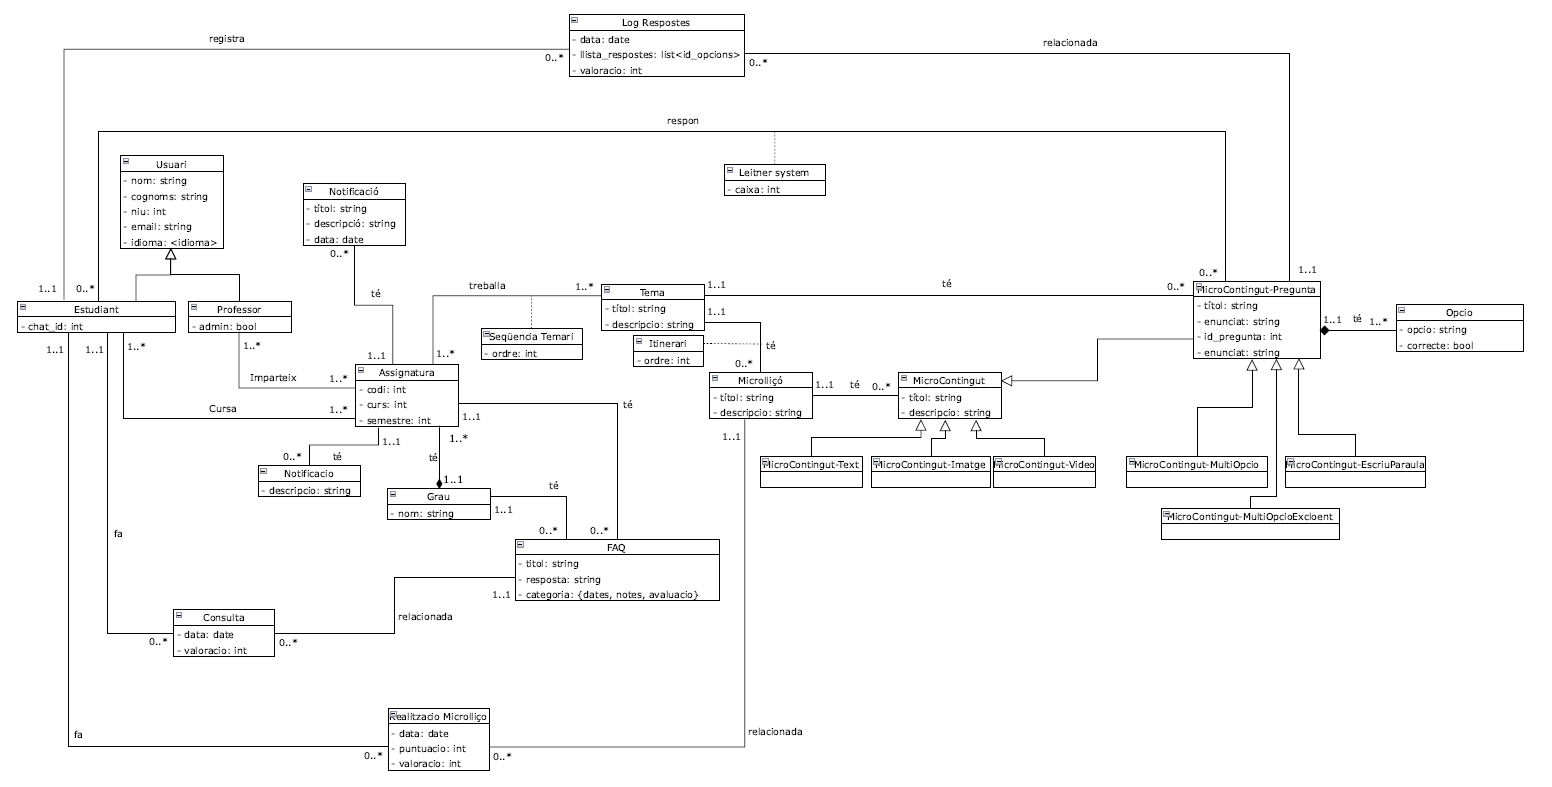 Log Respostes
- data: date
- llista_respostes: list<id_opcions>
- valoracio: int
registra
0..*
0..*
relacionada
respon
Usuari
- nom: string
- cognoms: string
- niu: int
- email: string
- idioma: <idioma>
Leitner system
- caixa: int
Notificació
- títol: string
- descripció: string
- data: date
0..*
té
1..1
1..1
0..*
Estudiant
- chat_id: int
Professor
- admin: bool
1..1
1..1
1..*
1..*
Imparteix
1..*
Cursa
1..*
treballa
1..*
1..*
Tema
- títol: string
- descripcio: string
1..1
té
0..*
1..1
Seqüencia Temari
- ordre: int
Itinerari
- ordre: int
té
0..*
0..*
1..1
MicroContingut-Pregunta
- títol: string
- enunciat: string
- id_pregunta: int
- enunciat: string
1..1
té
1..*
Opcio
- opcio: string
- correcte: bool
Assignatura
- codi: int
- curs: int
- semestre: int
1..1
té
1..1
1..*
Microlliçó
- títol: string
- descripcio: string
1..1
té
0..*
MicroContingut
- títol: string
- descripcio: string
1..1
MicroContingut-Text
MicroContingut-Imatge
MicroContingut-Video
MicroContingut-MultiOpcio
MicroContingut-EscriuParaula
MicroContingut-MultiOpcioExcloent
0..*
té
Notificacio
- descripcio: string
té
1..1
Grau
- nom: string
té
1..1
0..*
0..*
FAQ
- titol: string
- resposta: string
- categoria: {dates, notes, avaluacio}
1..1
fa
relacionada
Consulta
- data: date
- valoracio: int
0..*
0..*
Realitzacio Microlliço
- data: date
- puntuacio: int
- valoracio: int
fa
0..*
0..*
relacionada